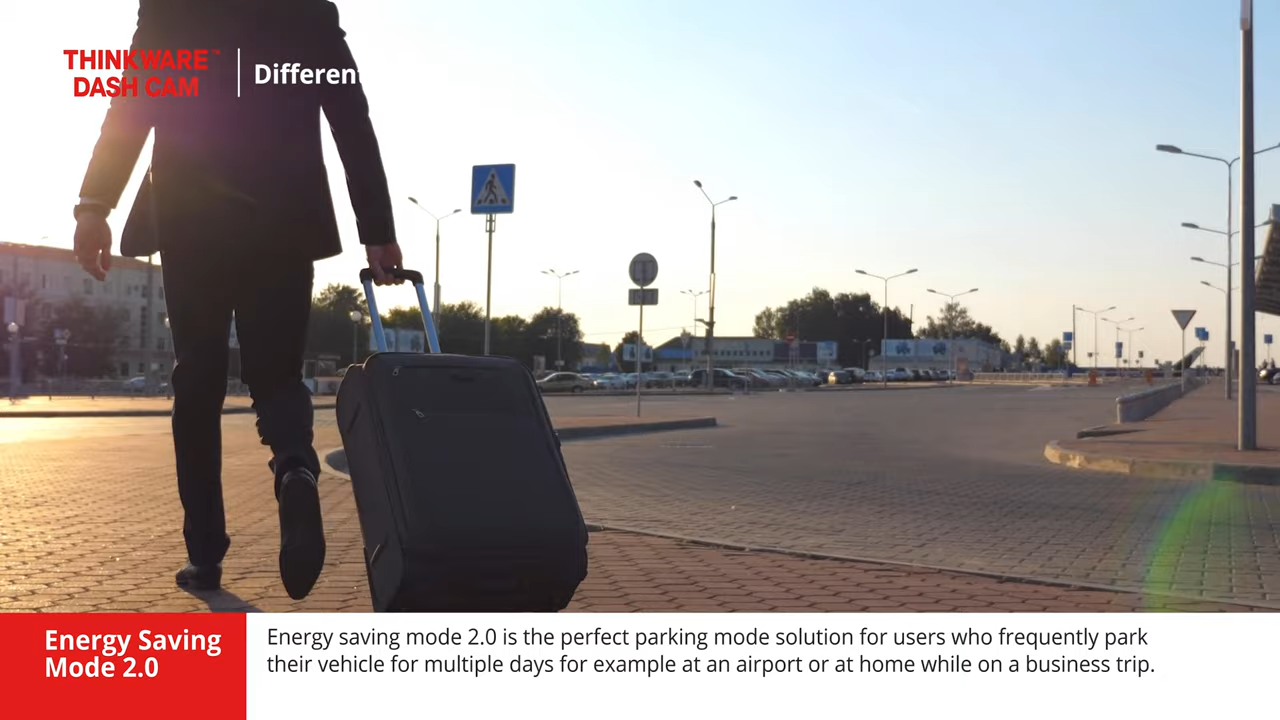 THINKWARE™
DASH CAM
Different
Energy Saving
Mode 2.0
Energy saving mode 2.0 is the perfect parking mode solution for users who frequently park
their vehicle for multiple days for example at an airport or at home while on a business trip.